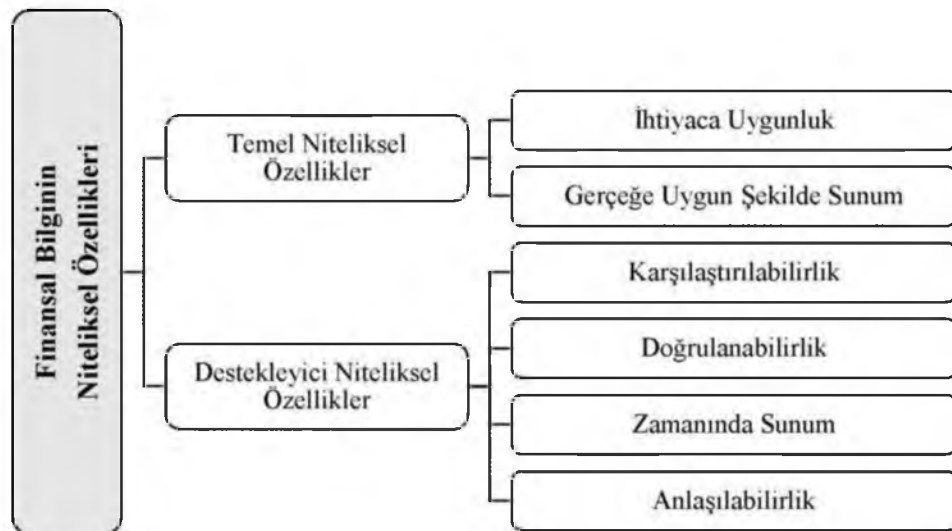 Finansal Bilginin
Niteliksel Özellikleri
Temel Niteliksel
Özellikler
İhtiyaca Uygunluk
Gerçeğe Uygun Şekilde Sunum
Destekleyici Niteliksel
Özellikler
Karşılaştırılabilirlik
Doğrulanabilirlik
Zamanında Sunum
Anlaşılabilirlik